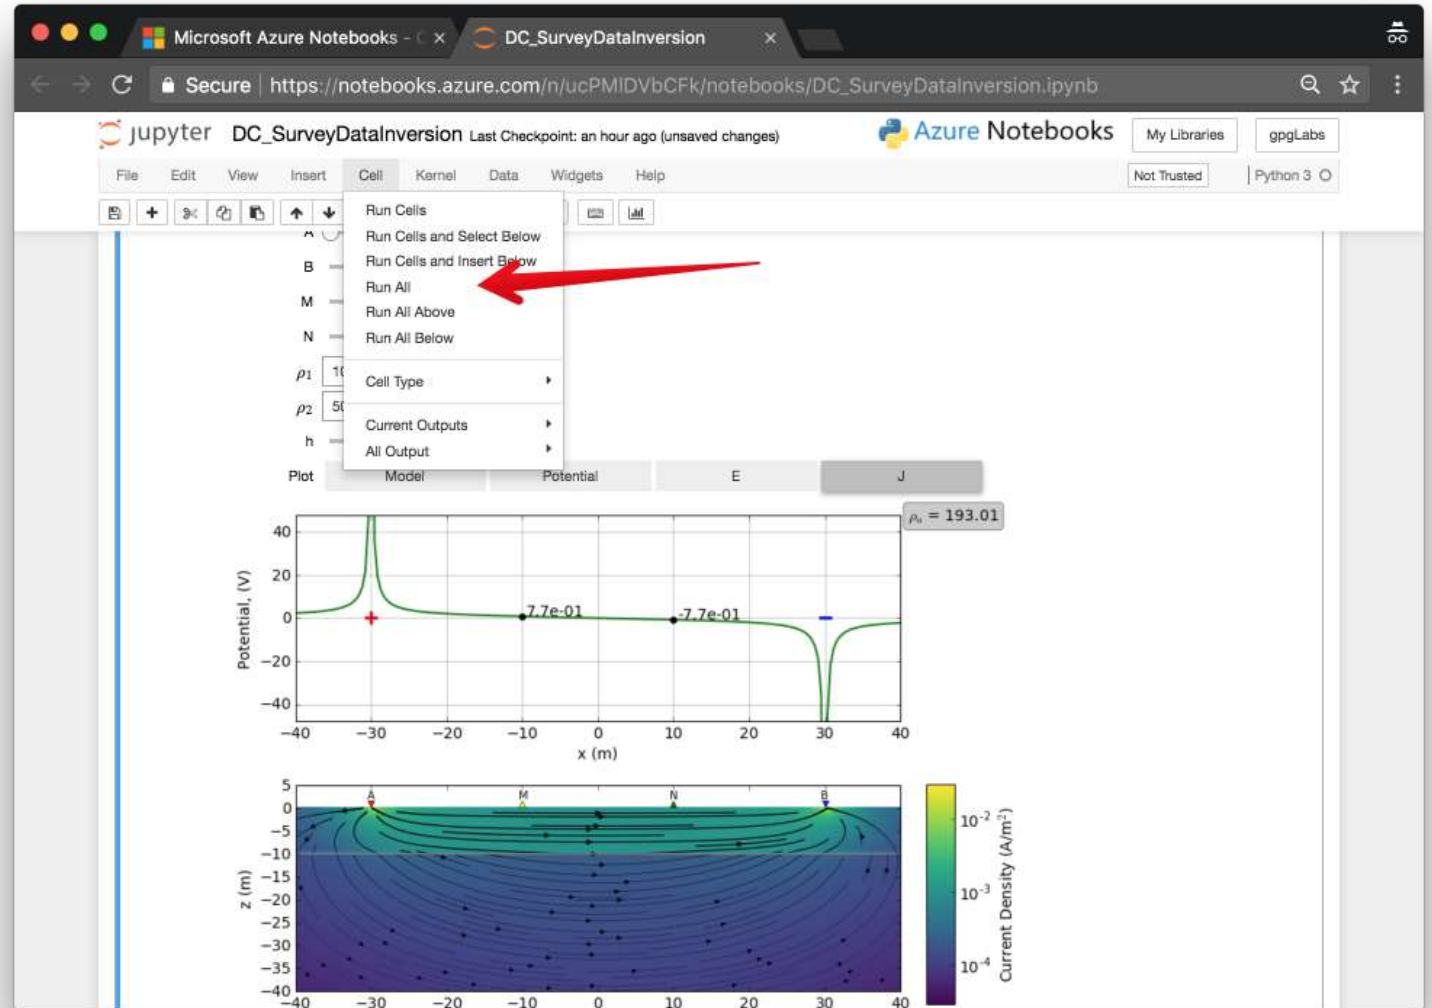 Microsoft Azure Notebooks - C ×
DC_SurveyDataInversion ×
Secure | https://notebooks.azure.com/n/ucPMlDVbCFk/notebooks/DC_SurveyDataInversion.ipynb
jupyter DC_SurveyDataInversion Last Checkpoint: an hour ago (unsaved changes)
Azure Notebooks My Libraries gpgLabs
File Edit View Insert Cell Kernel Data Widgets Help
Not Trusted | Python 3
Run Cells
Run Cells and Select Below
Run Cells and Insert Below
Run All
Run All Above
Run All Below
Cell Type
Current Outputs
All Output
A
B
M
N
ρ1 10
ρ2 50
h
Plot Model Potential E J
ρa = 193.01
40
20
0
−20
−40
Potential, (V)
7.7e-01 -7.7e-01
−40 −30 −20 −10 0 10 20 30 40
x (m)
A M N B
5
0
−5
−10
−15
−20
−25
−30
−35
−40
z (m)
−40 −30 −20 −10 0 10 20 30 40
10-2
10-3
10-4
Current Density (A/m2)